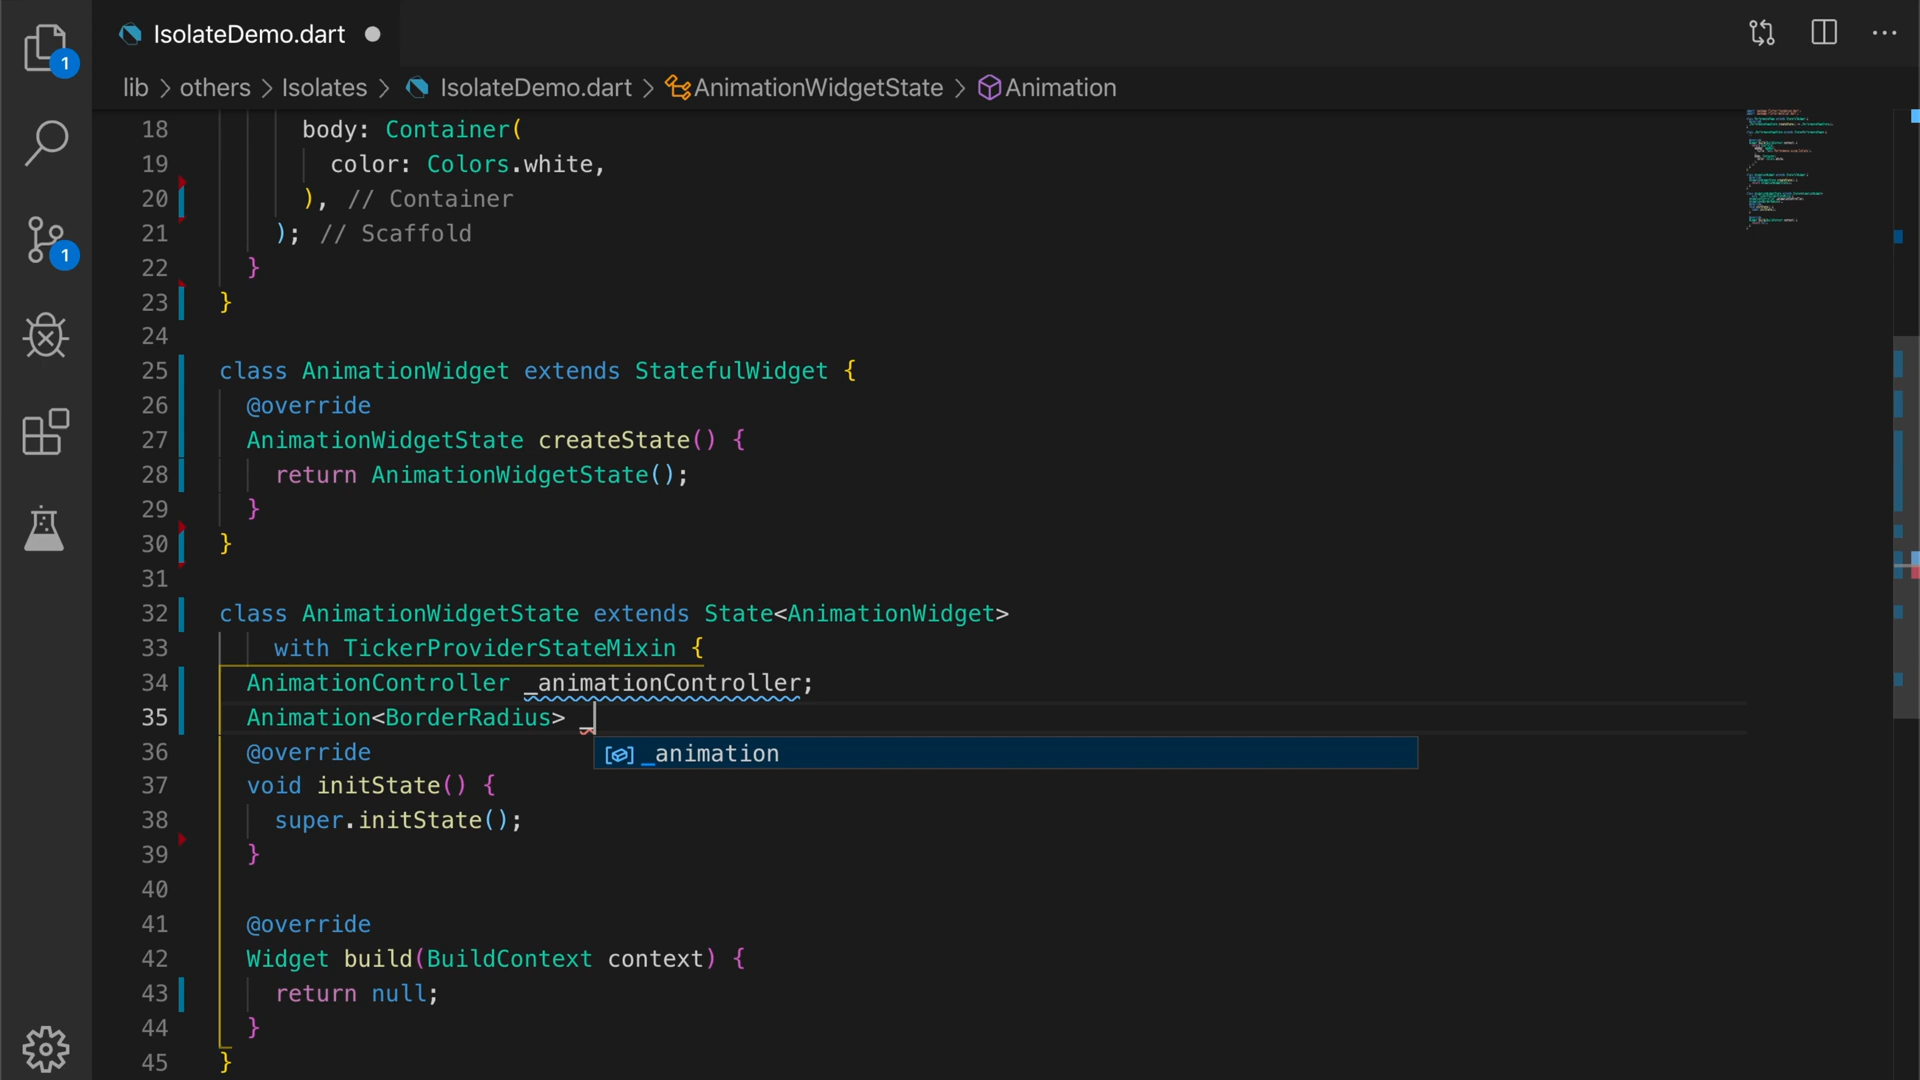 IsolateDemo.dart
1
lib > others > Isolates > IsolateDemo.dart > AnimationWidgetState > Animation
18 body: Container(
19 color: Colors.white,
20 ), // Container
21 ); // Scaffold
22 }
23 }
24
25 class AnimationWidget extends StatefulWidget {
26 @override
27 AnimationWidgetState createState() {
28 return AnimationWidgetState();
29 }
30 }
31
32 class AnimationWidgetState extends State<AnimationWidget>
33 with TickerProviderStateMixin {
34 AnimationController _animationController;
35 Animation<BorderRadius> _
36 @override
_animation
37 void initState() {
38 super.initState();
39 }
40
41 @override
42 Widget build(BuildContext context) {
43 return null;
44 }
45 }
1